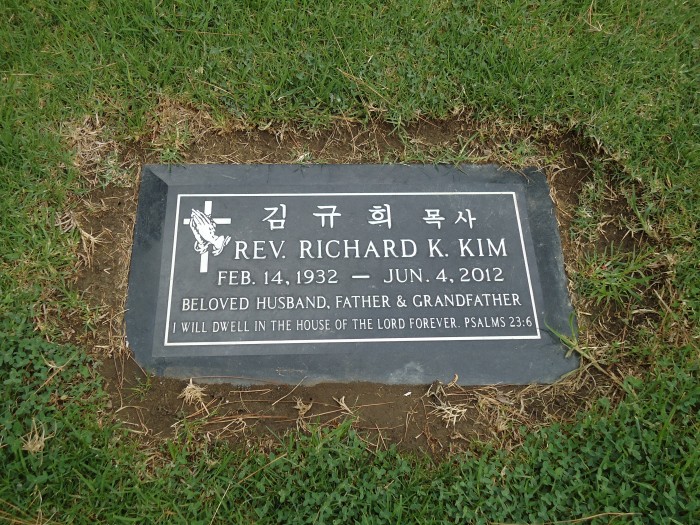 김 규 희 목사
REV. RICHARD K. KIM
FEB. 14, 1932 — JUN. 4, 2012
BELOVED HUSBAND, FATHER & GRANDFATHER
I WILL DWELL IN THE HOUSE OF THE LORD FOREVER. PSALMS 23:6